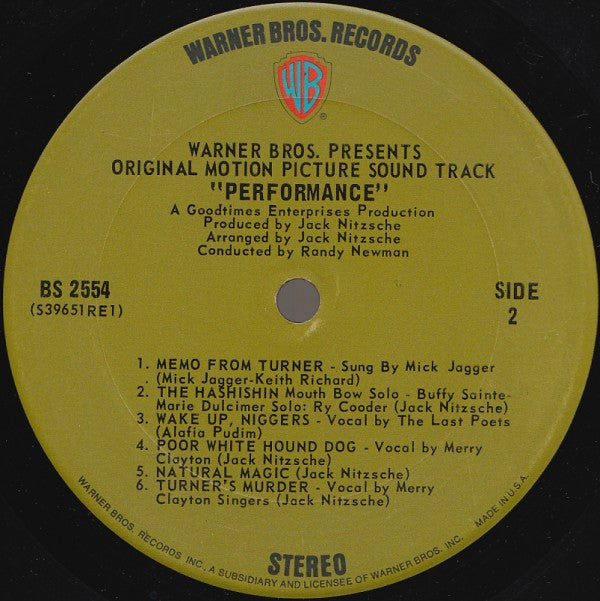 WARNER BROS. RECORDS
WB
®
WARNER BROS. PRESENTS
ORIGINAL MOTION PICTURE SOUND TRACK
"PERFORMANCE"
A Goodtimes Enterprises Production
Produced by Jack Nitzsche
Arranged by Jack Nitzsche
Conducted by Randy Newman
BS 2554
(S39651RE1)
SIDE
2
1. MEMO FROM TURNER - Sung By Mick Jagger
(Mick Jagger-Keith Richard)
2. THE HASHISHIN Mouth Bow Solo - Buffy Sainte-
Marie Dulcimer Solo: Ry Cooder (Jack Nitzsche)
3. WAKE UP, NIGGERS - Vocal by The Last Poets
(Alafia Pudim)
4. POOR WHITE HOUND DOG - Vocal by Merry
Clayton (Jack Nitzsche)
5. NATURAL MAGIC (Jack Nitzsche)
6. TURNER'S MURDER - Vocal by Merry
Clayton Singers (Jack Nitzsche)
STEREO
WARNER BROS. RECORDS INC., A SUBSIDIARY AND LICENSEE OF WARNER BROS. INC. MADE IN U.S.A.